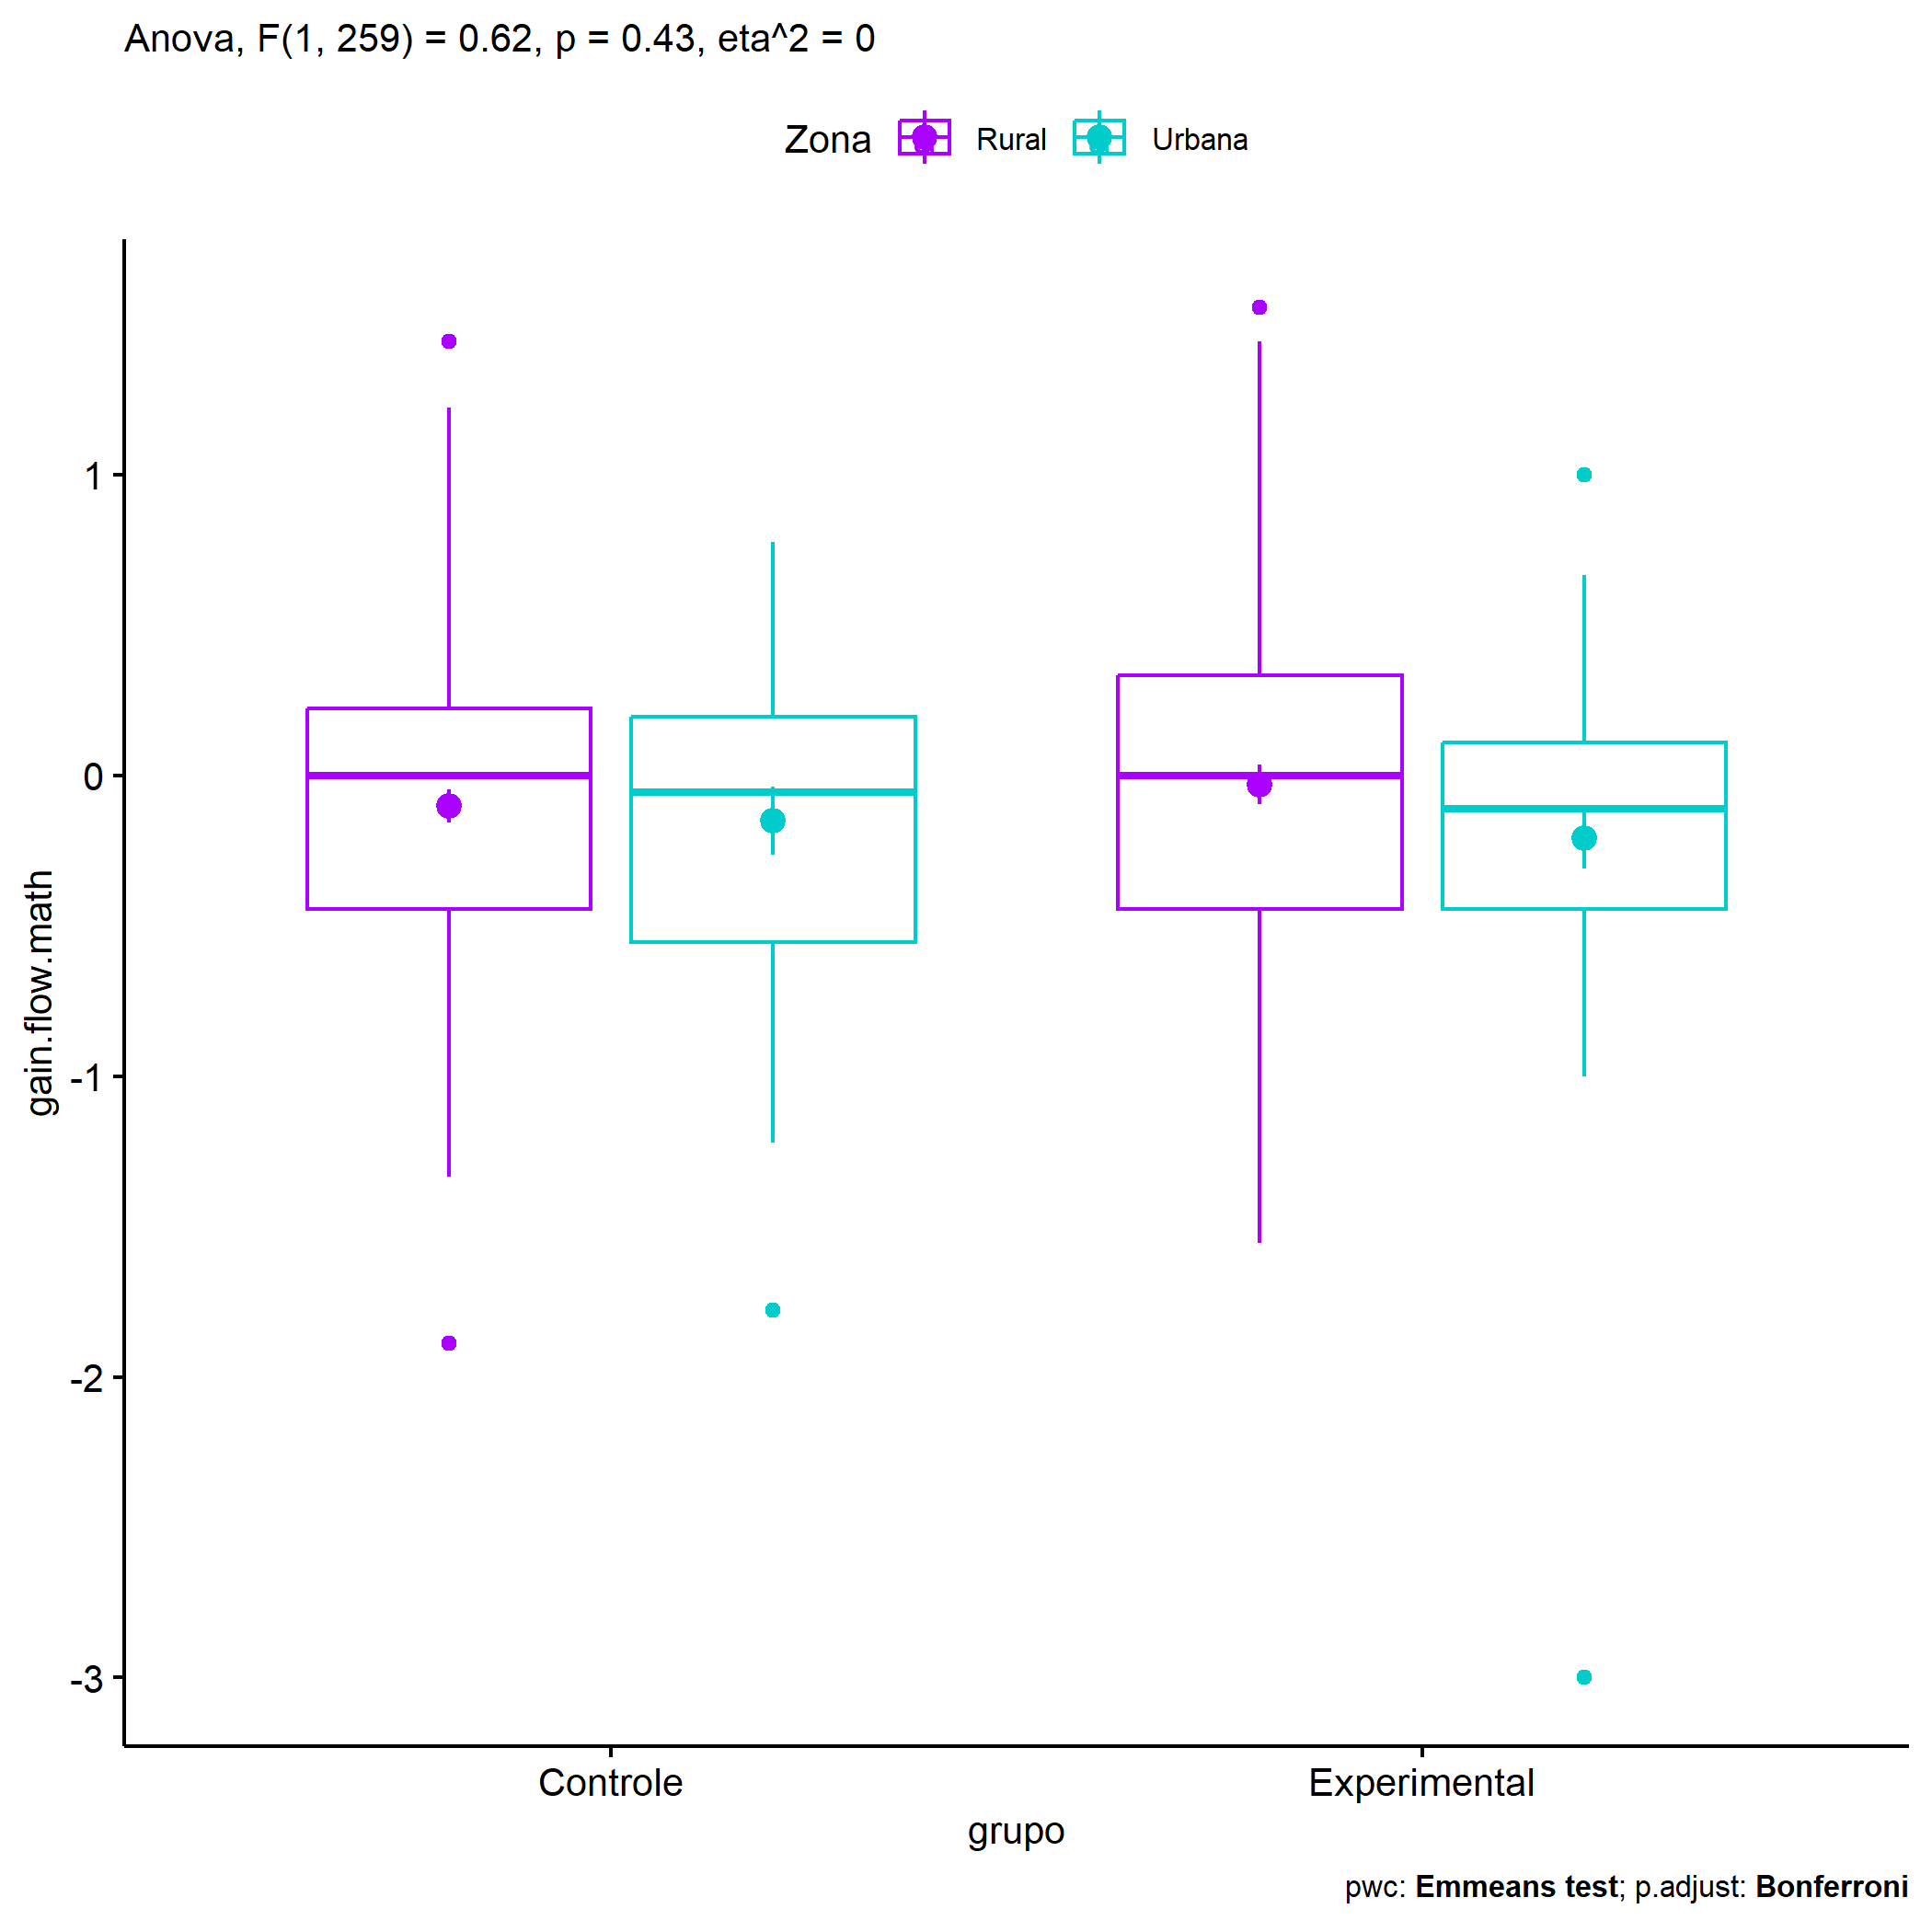 Anova, F(1, 259) = 0.62, p = 0.43, eta^2 = 0
Zona Rural Urbana
gain.flow.math
1
0
-1
-2
-3
Controle Experimental
grupo
pwc: Emmeans test; p.adjust: Bonferroni